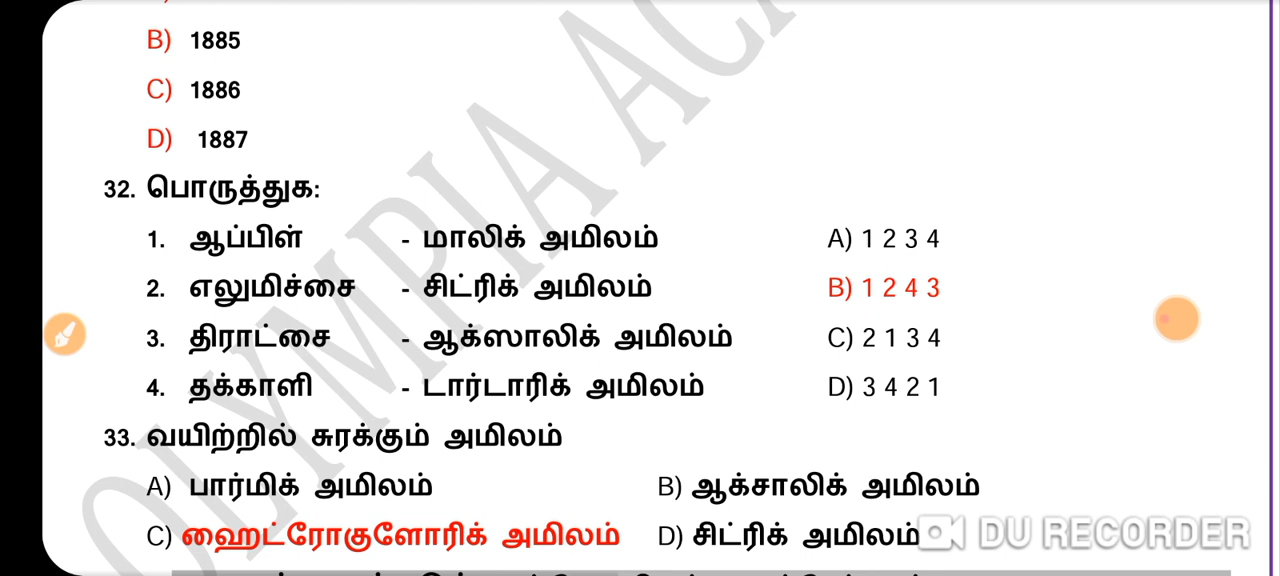 B) 1885
C) 1886
D) 1887
32. பொருத்துக:
1. ஆப்பிள் - மாலிக் அமிலம் A) 1 2 3 4
2. எலுமிச்சை - சிட்ரிக் அமிலம் B) 1 2 4 3
3. திராட்சை - ஆக்ஸாலிக் அமிலம் C) 2 1 3 4
4. தக்காளி - டார்டாரிக் அமிலம் D) 3 4 2 1
33. வயிற்றில் சுரக்கும் அமிலம்
A) பார்மிக் அமிலம் B) ஆக்சாலிக் அமிலம்
C) ஹைட்ரோகுளோரிக் அமிலம் D) சிட்ரிக் அமிலம்
OLYMPIA ACA
DU RECORDER